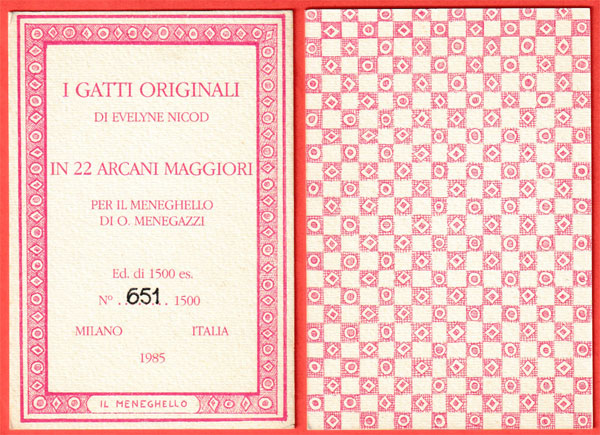 I GATTI ORIGINALI
DI EVELYNE NICOD
IN 22 ARCANI MAGGIORI
PER IL MENEGHELLO
DI O. MENEGAZZI
Ed. di 1500 es.
Nº ..651.. 1500
MILANO ITALIA
1985
IL MENEGHELLO